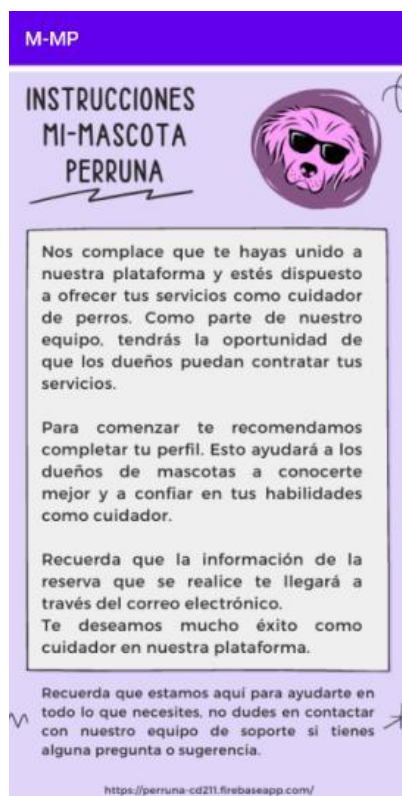 M-MP
INSTRUCCIONES
MI-MASCOTA
PERRUNA
Nos complace que te hayas unido a
nuestra plataforma y estés dispuesto
a ofrecer tus servicios como cuidador
de perros. Como parte de nuestro
equipo, tendrás la oportunidad de
que los dueños puedan contratar tus
servicios.
Para comenzar te recomendamos
completar tu perfil. Esto ayudará a los
dueños de mascotas a conocerte
mejor y a confiar en tus habilidades
como cuidador.
Recuerda que la información de la
reserva que se realice te llegará a
través del correo electrónico.
Te deseamos mucho éxito como
cuidador en nuestra plataforma.
Recuerda que estamos aquí para ayudarte en
todo lo que necesites, no dudes en contactar
con nuestro equipo de soporte si tienes
alguna pregunta o sugerencia.
https://perruna-cd211.firebaseapp.com/